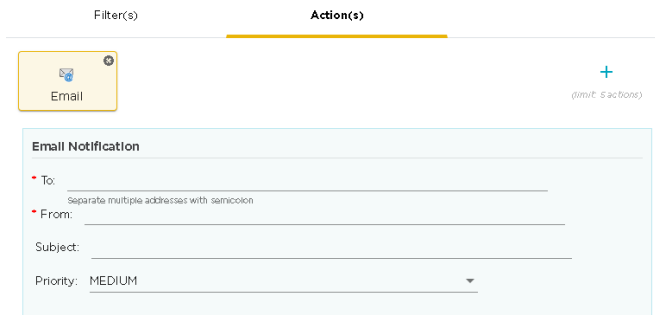 Filter(s)
Action(s)
Email
(limit: 5 actions)
Email Notification
* To:
Separate multiple addresses with semicolon
* From:
Subject:
Priority: MEDIUM